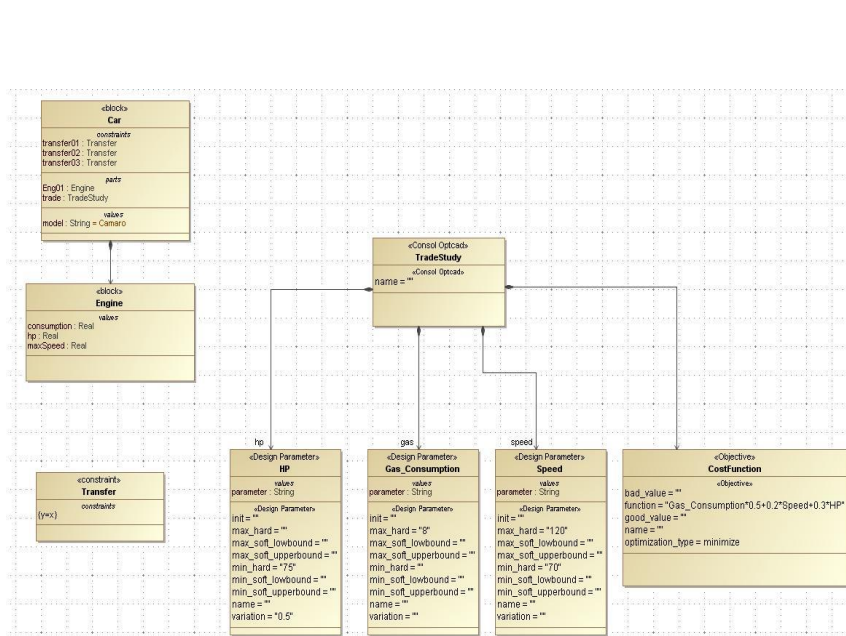 «block»
Car
constraints
transfer01 : Transfer
transfer02 : Transfer
transfer03 : Transfer
parts
Eng01 : Engine
trade : TradeStudy
values
model : String = Camaro
«block»
Engine
values
consumption : Real
hp : Real
maxSpeed : Real
«constraint»
Transfer
constraints
{y=x}
«Consol Optcad»
TradeStudy
«Consol Optcad»
name = ""
hp
«Design Parameter»
HP
values
parameter : String
«Design Parameter»
init = ""
max_hard = ""
max_soft_lowbound = ""
max_soft_upperbound = ""
min_hard = "75"
min_soft_lowbound = ""
min_soft_upperbound = ""
name = ""
variation = "0.5"
gas
«Design Parameter»
Gas_Consumption
values
parameter : String
«Design Parameter»
init = ""
max_hard = "8"
max_soft_lowbound = ""
max_soft_upperbound = ""
min_hard = ""
min_soft_lowbound = ""
min_soft_upperbound = ""
name = ""
variation = ""
speed
«Design Parameter»
Speed
values
parameter : String
«Design Parameter»
init = ""
max_hard = "120"
max_soft_lowbound = ""
max_soft_upperbound = ""
min_hard = "70"
min_soft_lowbound = ""
min_soft_upperbound = ""
name = ""
variation = ""
«Objective»
CostFunction
«Objective»
bad_value = ""
function = "Gas_Consumption*0.5+0.2*Speed+0.3*HP"
good_value = ""
name = ""
optimization_type = minimize